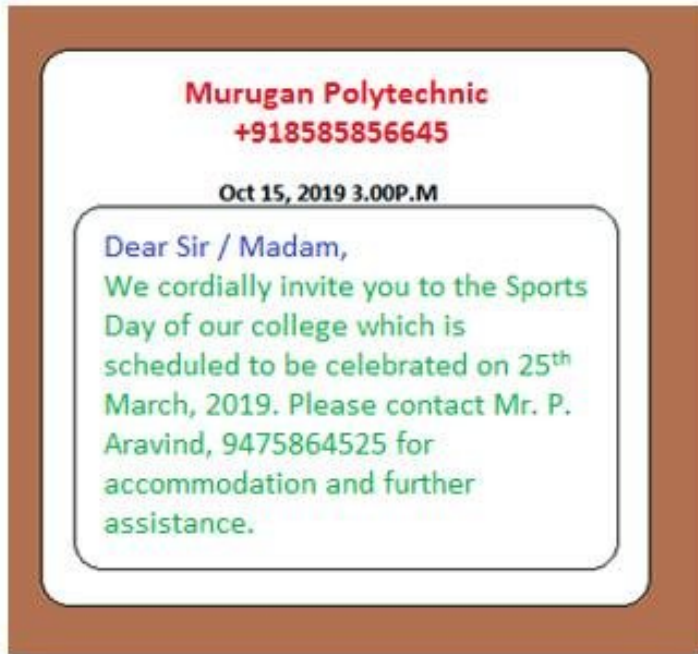 Murugan Polytechnic
+918585856645
Oct 15, 2019 3.00P.M
Dear Sir / Madam,
We cordially invite you to the Sports
Day of our college which is
scheduled to be celebrated on 25th
March, 2019. Please contact Mr. P.
Aravind, 9475864525 for
accommodation and further
assistance.